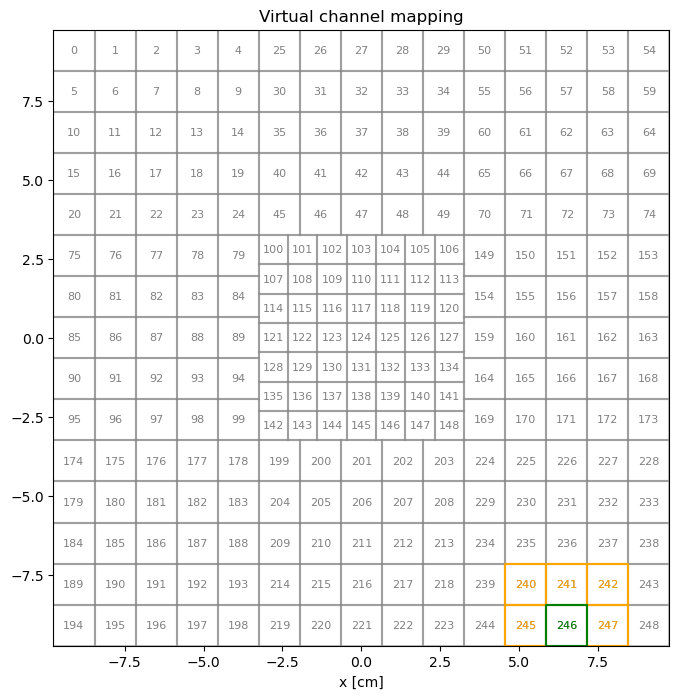 Virtual channel mapping
0 1 2 3 4 25 26 27 28 29 50 51 52 53 54
7.5 5 6 7 8 9 30 31 32 33 34 55 56 57 58 59
10 11 12 13 14 35 36 37 38 39 60 61 62 63 64
5.0 15 16 17 18 19 40 41 42 43 44 65 66 67 68 69
20 21 22 23 24 45 46 47 48 49 70 71 72 73 74
2.5 75 76 77 78 79 100 101 102 103 104 105 106 149 150 151 152 153
107 108 109 110 111 112 113
80 81 82 83 84 114 115 116 117 118 119 120 154 155 156 157 158
0.0 85 86 87 88 89 121 122 123 124 125 126 127 159 160 161 162 163
128 129 130 131 132 133 134
90 91 92 93 94 135 136 137 138 139 140 141 164 165 166 167 168
−2.5 95 96 97 98 99 142 143 144 145 146 147 148 169 170 171 172 173
174 175 176 177 178 199 200 201 202 203 224 225 226 227 228
−5.0 179 180 181 182 183 204 205 206 207 208 229 230 231 232 233
184 185 186 187 188 209 210 211 212 213 234 235 236 237 238
−7.5 189 190 191 192 193 214 215 216 217 218 239 240 241 242 243
194 195 196 197 198 219 220 221 222 223 244 245 246 247 248
−7.5 −5.0 −2.5 0.0 2.5 5.0 7.5
x [cm]